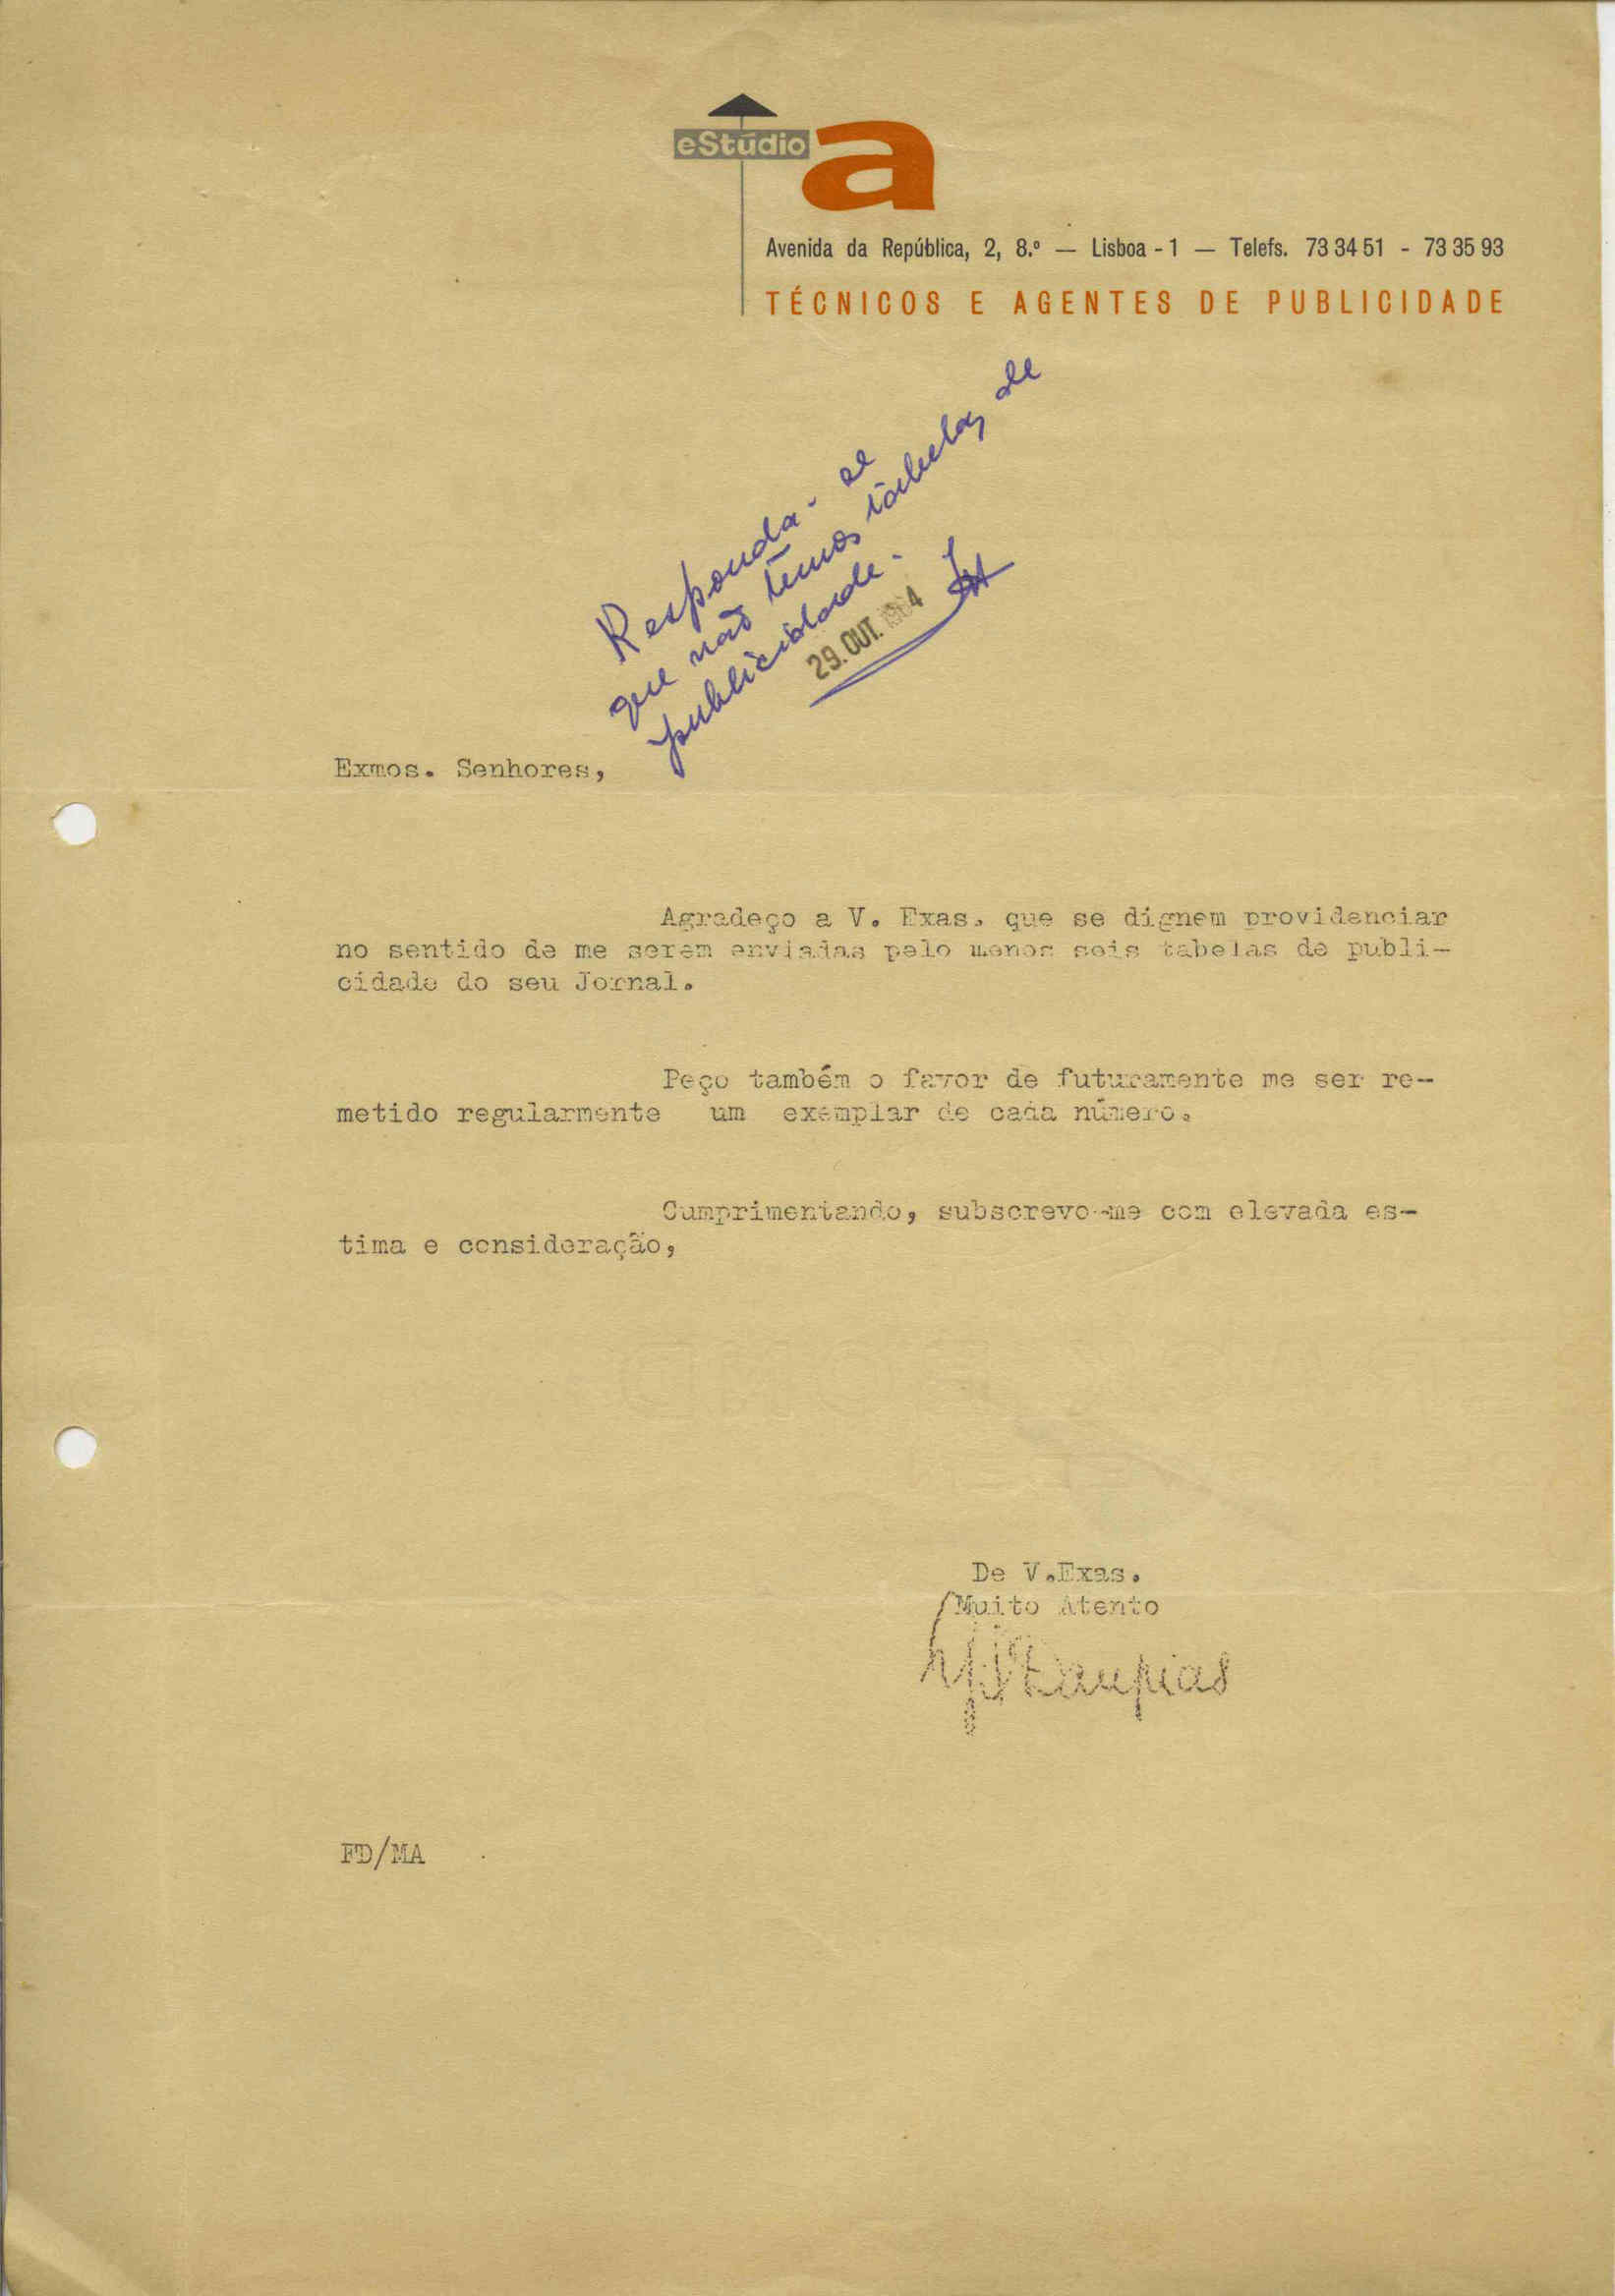 eStúdio a
Avenida da República, 2, 8.º — Lisboa - 1 — Telefs. 73 34 51 - 73 35 93
TÉCNICOS E AGENTES DE PUBLICIDADE
Responda-se
que não temos tabelas de
publicidade.
29. OUT. 1964
Exmos. Senhores,
Agradeço a V. Exas. que se dignem providenciar
no sentido de me serem enviadas pelo menos seis tabelas de publi-
cidade do seu Jornal.
Peço também o favor de futuramente me ser re-
metido regularmente um exemplar de cada número.
Cumprimentando, subscrevo-me com elevada es-
tima e consideração,
De V.Exas.
Muito Atento
FD/MA